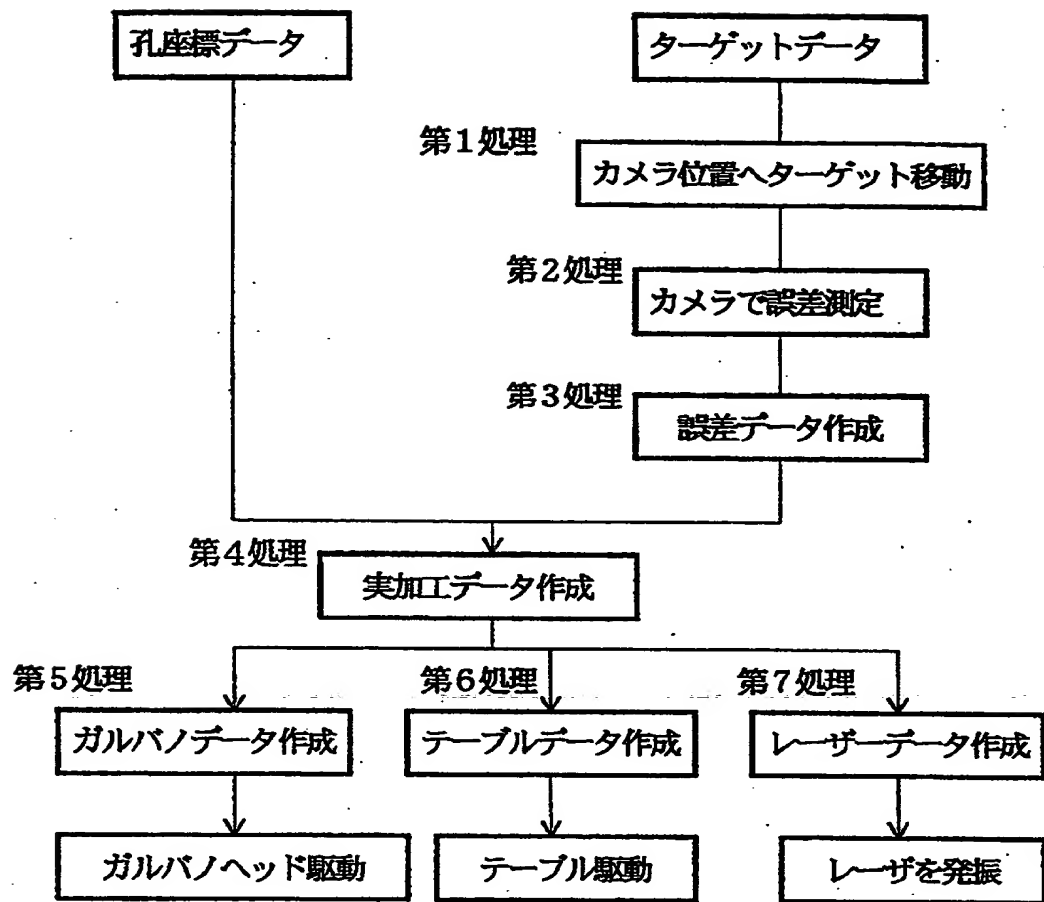 孔座標データ
ターゲットデータ
第1処理
カメラ位置へターゲット移動
第2処理
カメラで誤差測定
第3処理
誤差データ作成
第4処理
実加工データ作成
第5処理
第6処理
第7処理
ガルバノデータ作成
テーブルデータ作成
レーザーデータ作成
ガルバノヘッド駆動
テーブル駆動
レーザを発振